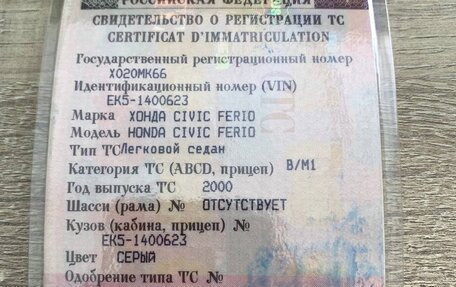 РОССИЙСКАЯ ФЕДЕРАЦИЯ
СВИДЕТЕЛЬСТВО О РЕГИСТРАЦИИ ТС
CERTIFICAT D'IMMATRICULATION
Государственный регистрационный номер
Х020МК66
Идентификационный номер (VIN)
EK5-1400623
Марка ХОНДА CIVIC FERIO
Модель HONDA CIVIC FERIO
Тип ТС Легковой седан
Категория ТС (ABCD, прицеп) B/M1
Год выпуска ТС 2000
Шасси (рама) № ОТСУТСТВУЕТ
Кузов (кабина, прицеп) №
EK5-1400623
Цвет СЕРЫЙ
Одобрение типа ТС №